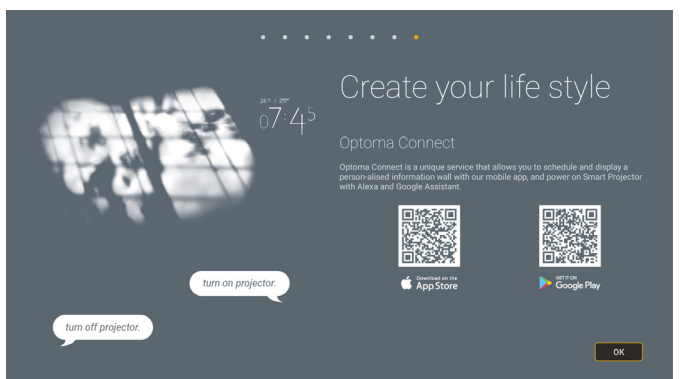 Create your life style
26°C
07:45
Optoma Connect
Optoma Connect is a unique service that allows you to schedule and display a
person-alised information wall with our mobile app, and power on Smart Projector
with Alexa and Google Assistant.
turn on projector.
Download on the
App Store
GET IT ON
Google Play
turn off projector.
OK